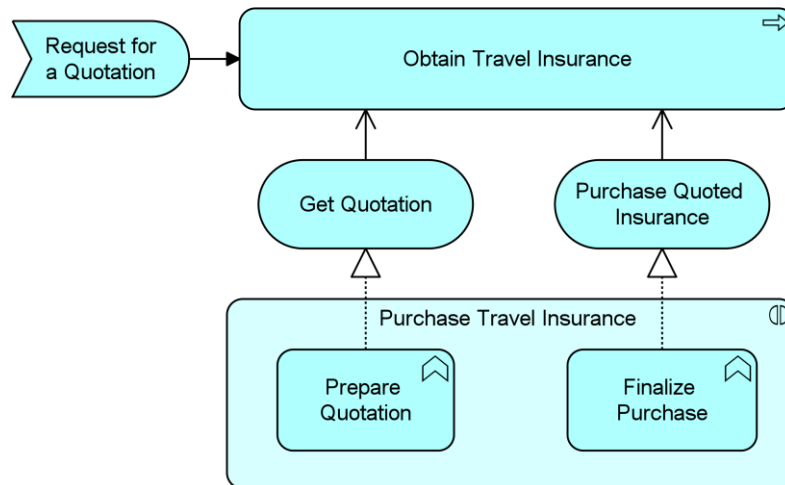 Request for
a Quotation
Obtain Travel Insurance
Get Quotation
Purchase Quoted
Insurance
Purchase Travel Insurance
Prepare
Quotation
Finalize
Purchase